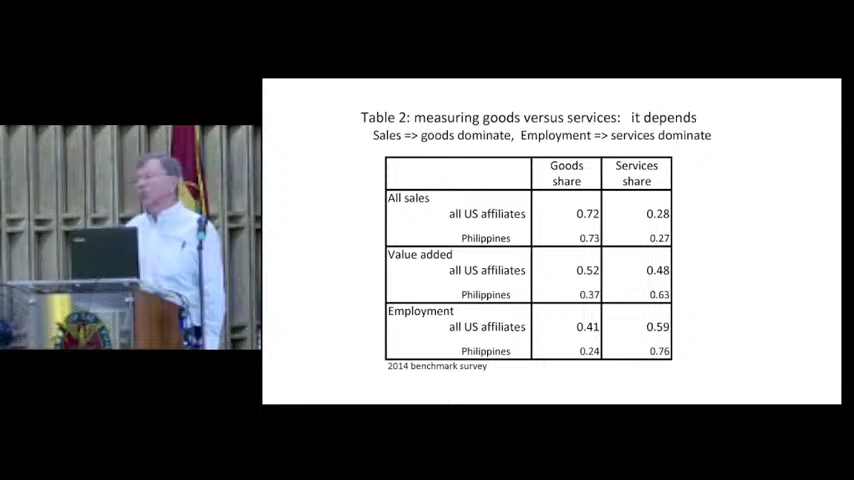 Table 2: measuring goods versus services: it depends
Sales => goods dominate, Employment => services dominate
Goods share Services share
All sales
all US affiliates 0.72 0.28
Philippines 0.73 0.27
Value added
all US affiliates 0.52 0.48
Philippines 0.37 0.63
Employment
all US affiliates 0.41 0.59
Philippines 0.24 0.76
2014 benchmark survey